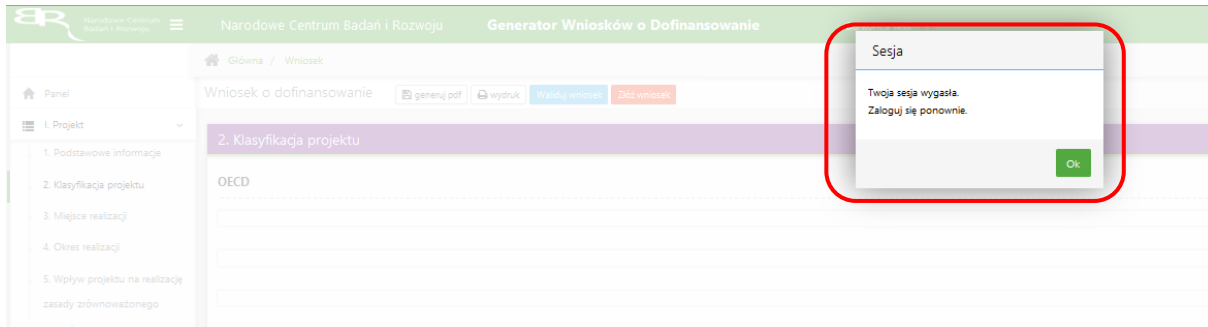 Narodowe Centrum
Badań i Rozwoju
Narodowe Centrum Badań i Rozwoju
Generator Wniosków o Dofinansowanie
Główna / Wniosek
Panel
I. Projekt
1. Podstawowe informacje
2. Klasyfikacja projektu
3. Miejsce realizacji
4. Okres realizacji
5. Wpływ projektu na realizację
zasady zrównoważonego
Wniosek o dofinansowanie
generuj pdf
wydruk
Waliduj wniosek
Złóż wniosek
2. Klasyfikacja projektu
OECD
Sesja
Twoja sesja wygasła.
Zaloguj się ponownie.
Ok